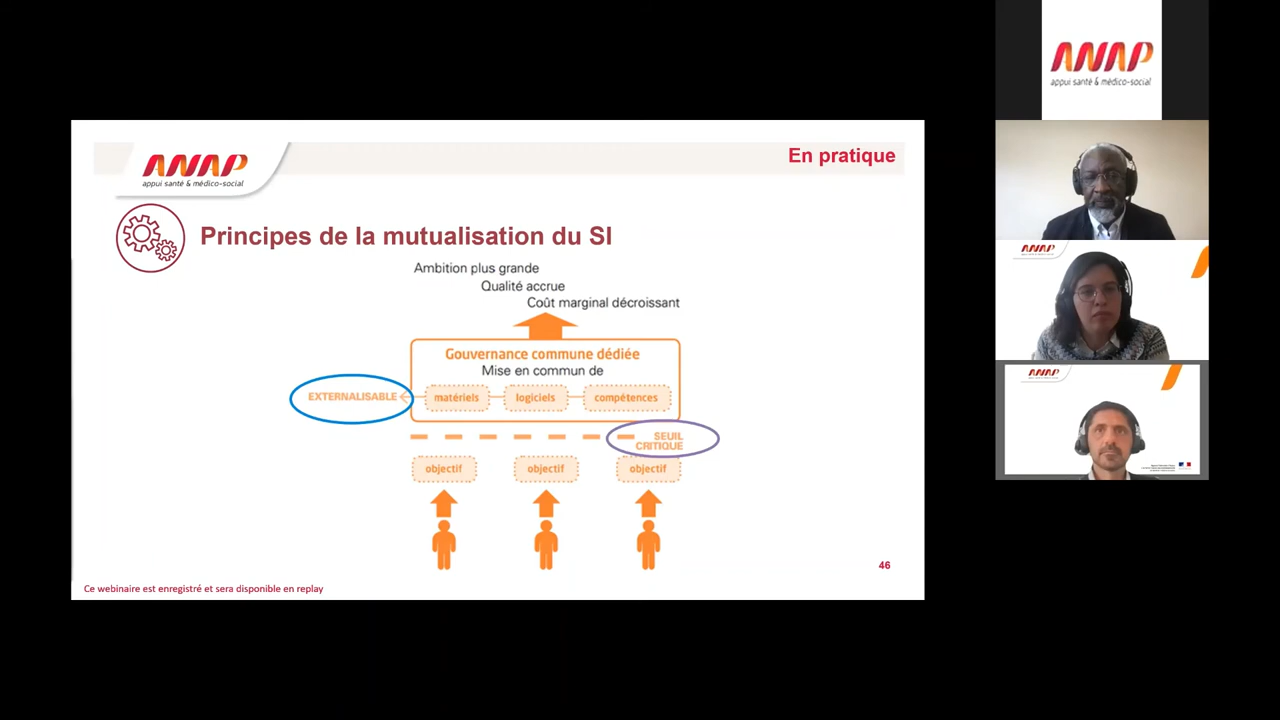 ANAP
appui santé & médico-social
En pratique
ANAP
appui santé & médico-social
Principes de la mutualisation du SI
Ambition plus grande
Qualité accrue
Coût marginal décroissant
Gouvernance commune dédiée
Mise en commun de
EXTERNALISABLE
matériels
logiciels
compétences
SEUIL
CRITIQUE
objectif
objectif
objectif
46
Ce webinaire est enregistré et sera disponible en replay
ANAP
ANAP